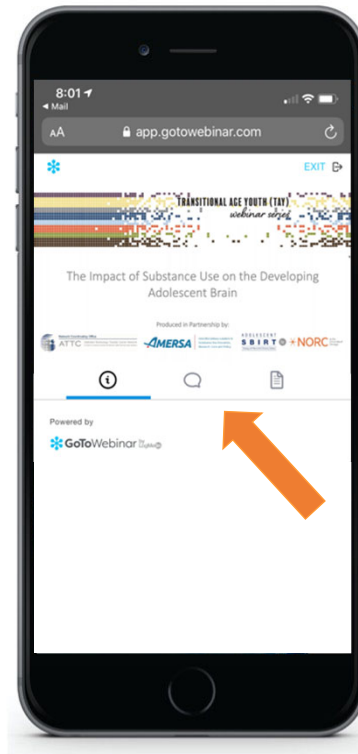 8:01
Mail
AA app.gotowebinar.com
EXIT
TRANSITIONAL AGE YOUTH (TAY)
webinar series
The Impact of Substance Use on the Developing
Adolescent Brain
Produced in Partnership by:
ATTC
AMERSA
ADOLESCENT
SBIRT
NORC
Powered by
GoToWebinar